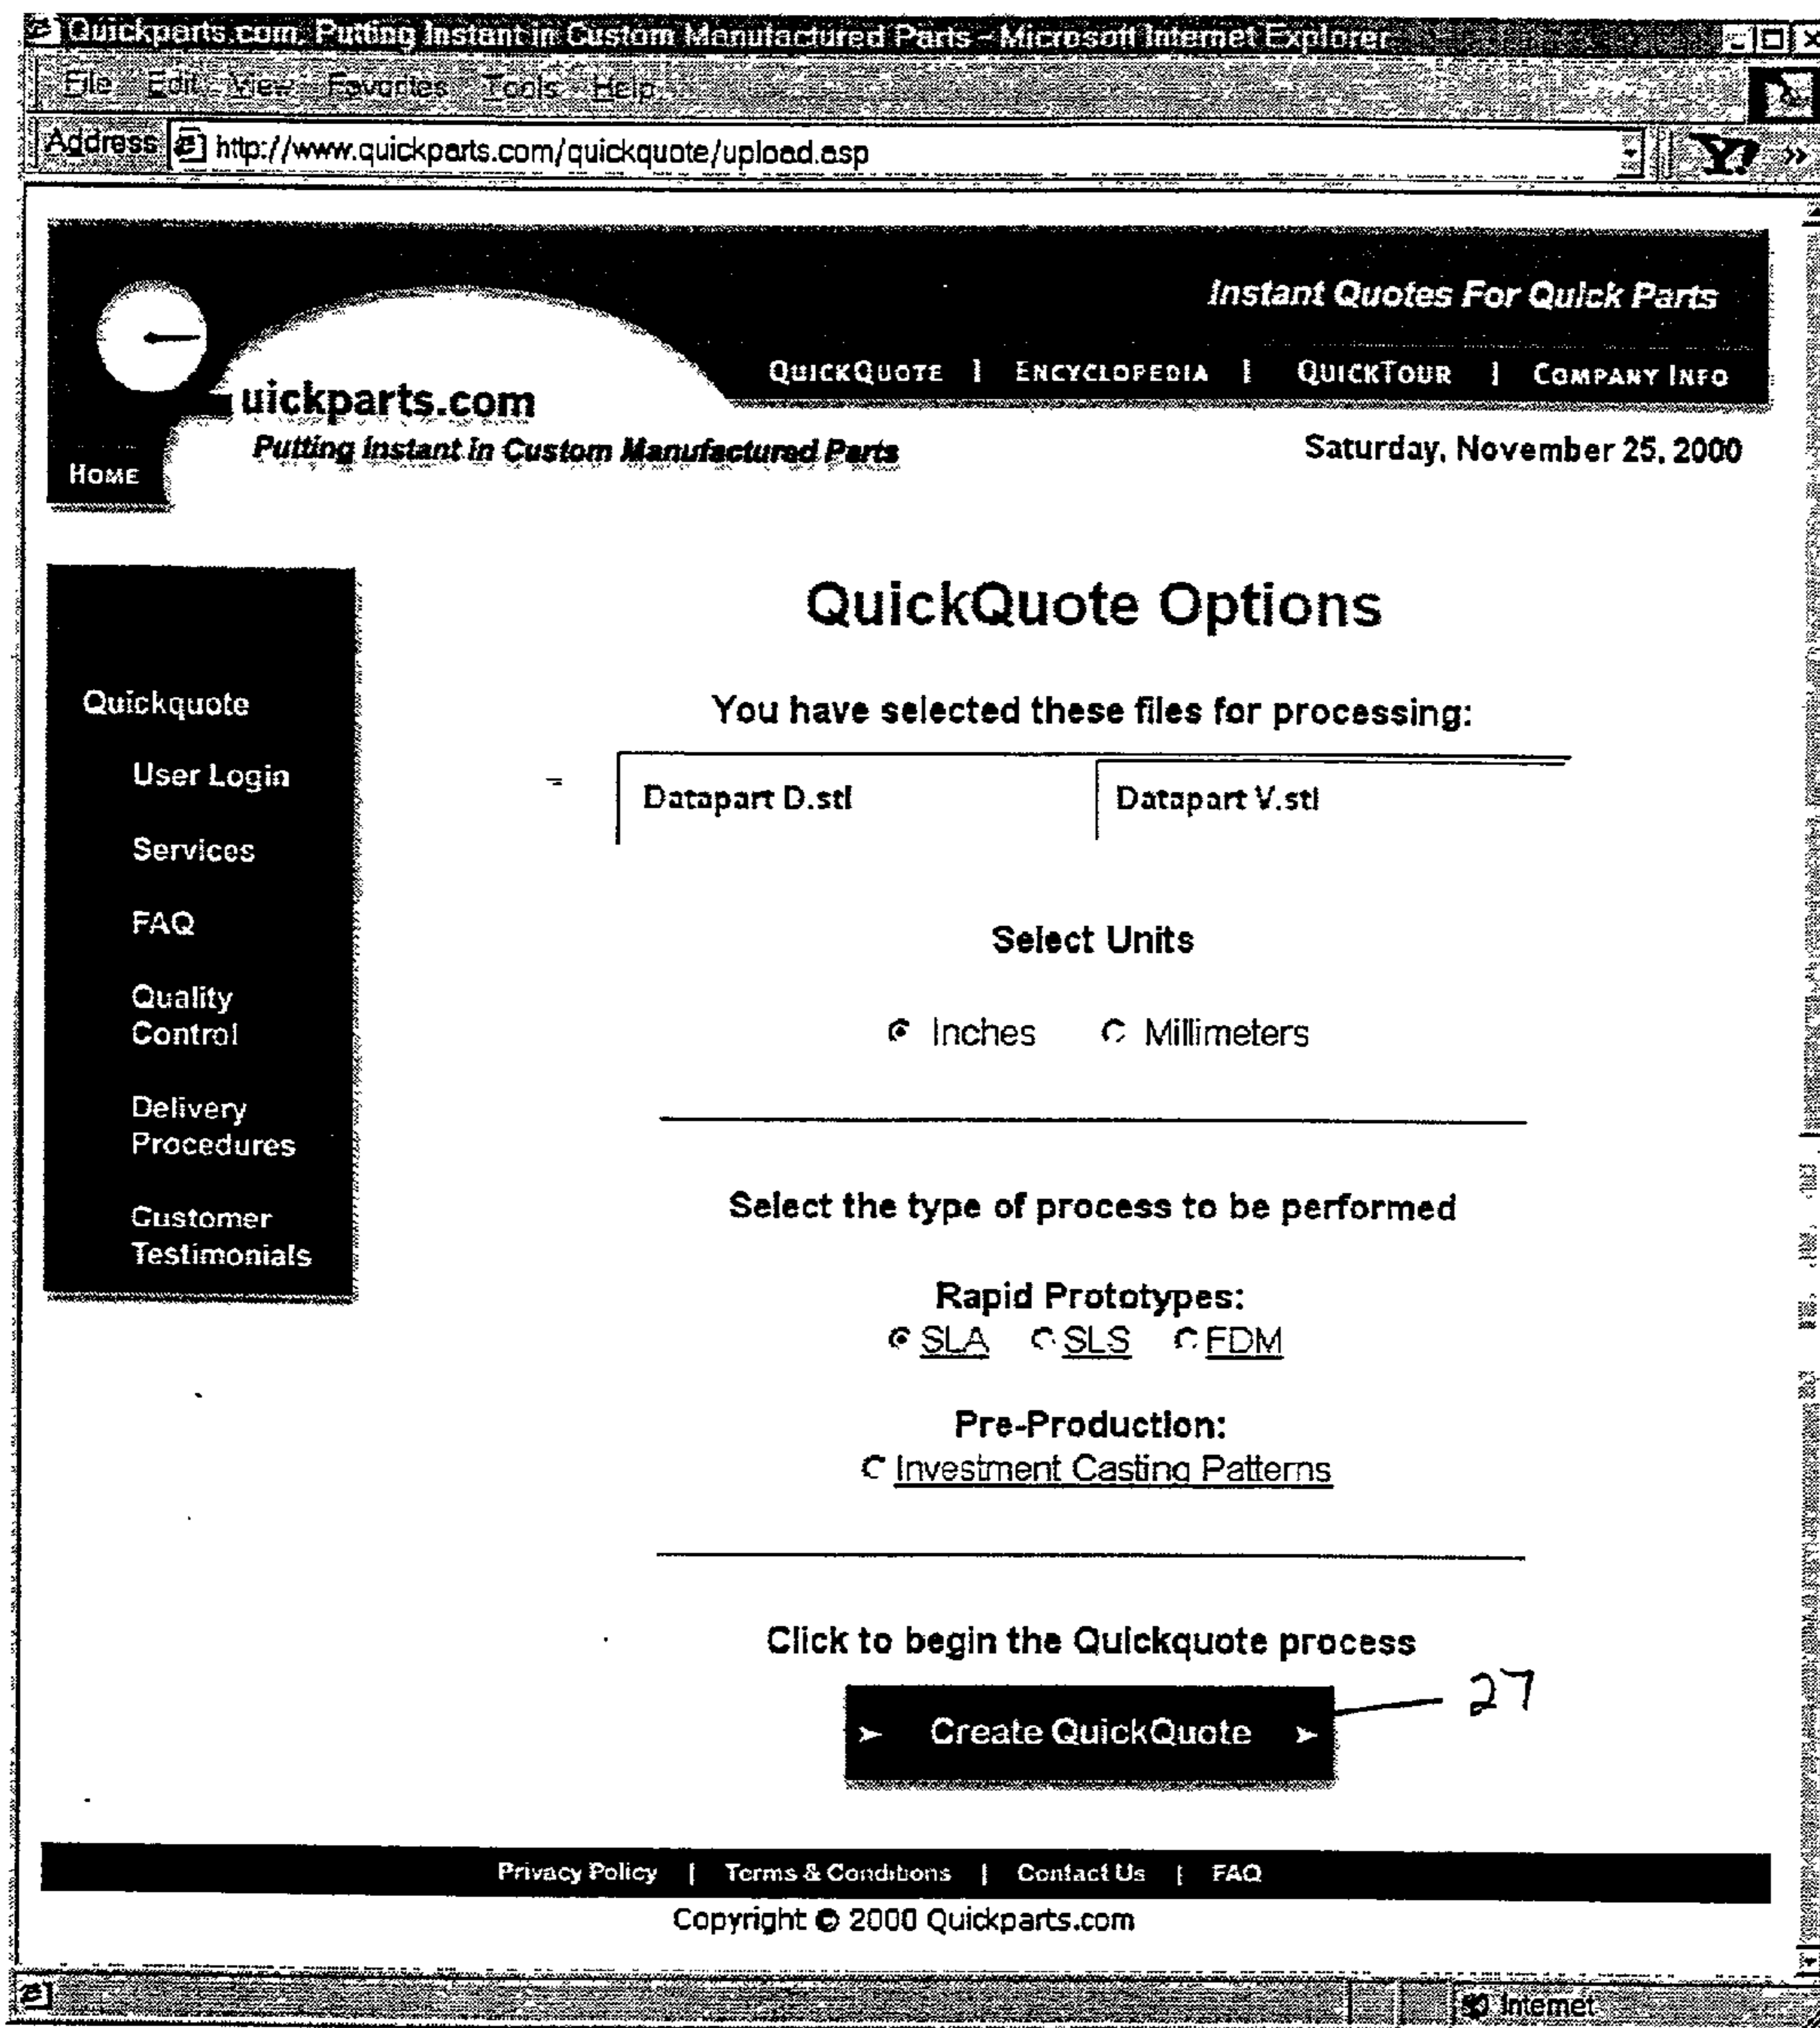 Quickparts.com, Putting Instant in Custom Manufactured Parts - Microsoft Internet Explorer
File Edit View Favorites Tools Help
Address http://www.quickparts.com/quickquote/upload.asp
Y! »
Instant Quotes For Quick Parts
QUICKQUOTE | ENCYCLOPEDIA | QUICKTOUR | COMPANY INFO
uickparts.com
Putting Instant in Custom Manufactured Parts
Saturday, November 25, 2000
HOME
QuickQuote Options
You have selected these files for processing:
Datapart D.stl Datapart V.stl
Select Units
Inches Millimeters
Select the type of process to be performed
Rapid Prototypes:
SLA SLS FDM
Pre-Production:
Investment Casting Patterns
Click to begin the Quickquote process
Create QuickQuote
27
Quickquote
User Login
Services
FAQ
Quality
Control
Delivery
Procedures
Customer
Testimonials
Privacy Policy | Terms & Conditions | Contact Us | FAQ
Copyright © 2000 Quickparts.com
Internet